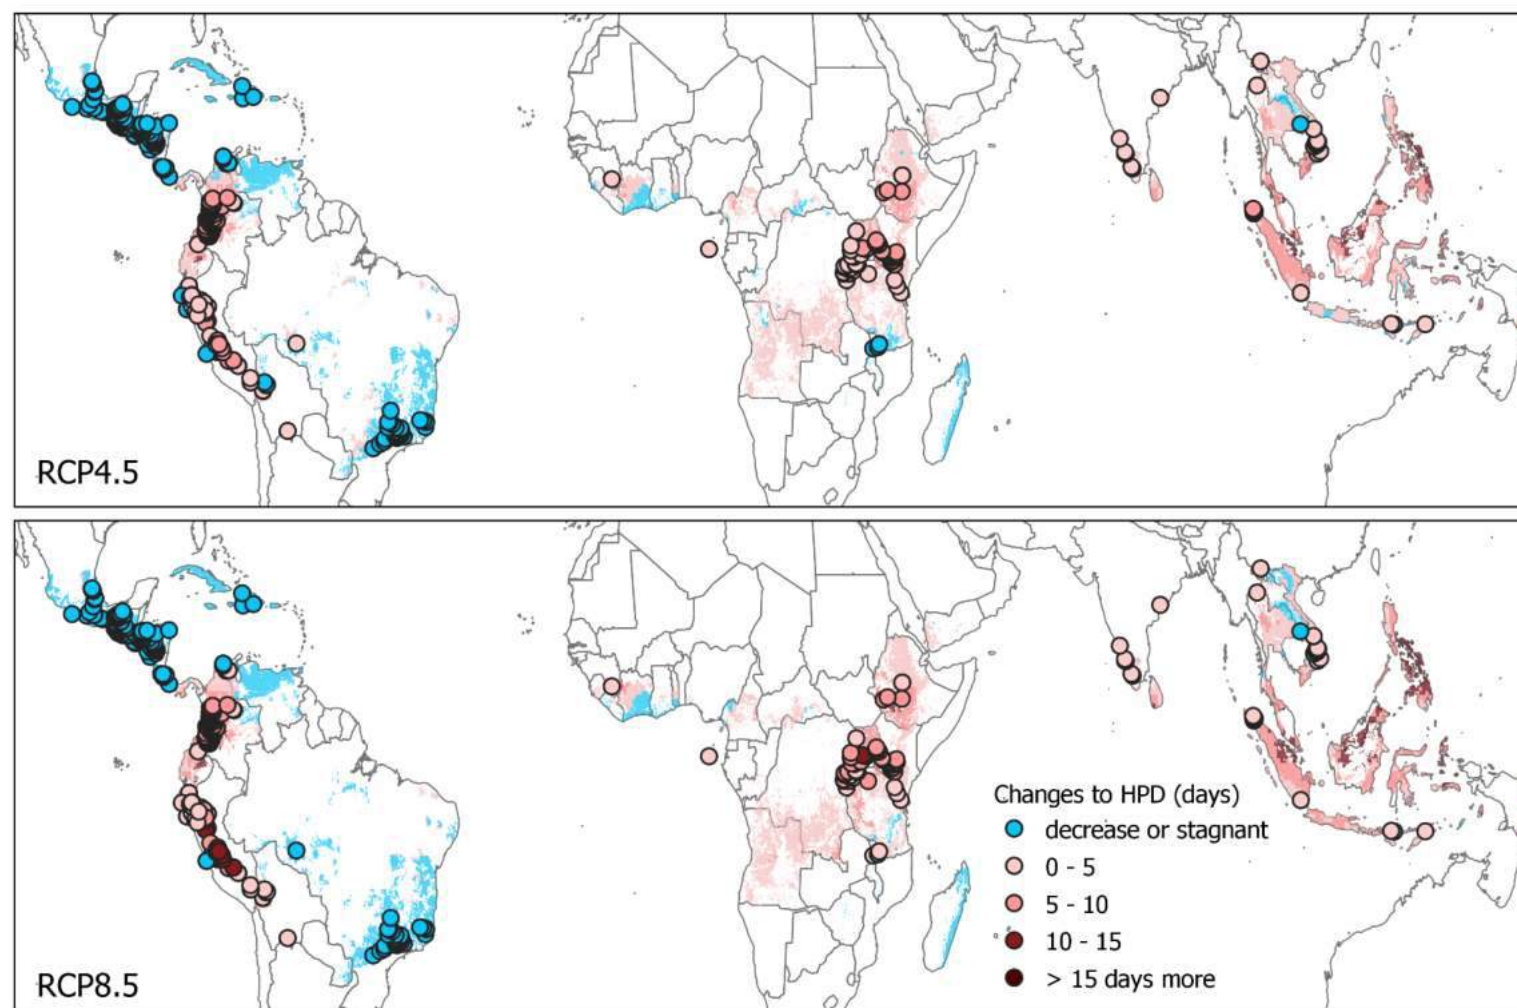 RCP4.5
Changes to HPD (days)
decrease or stagnant
0 - 5
5 - 10
10 - 15
> 15 days more
RCP8.5